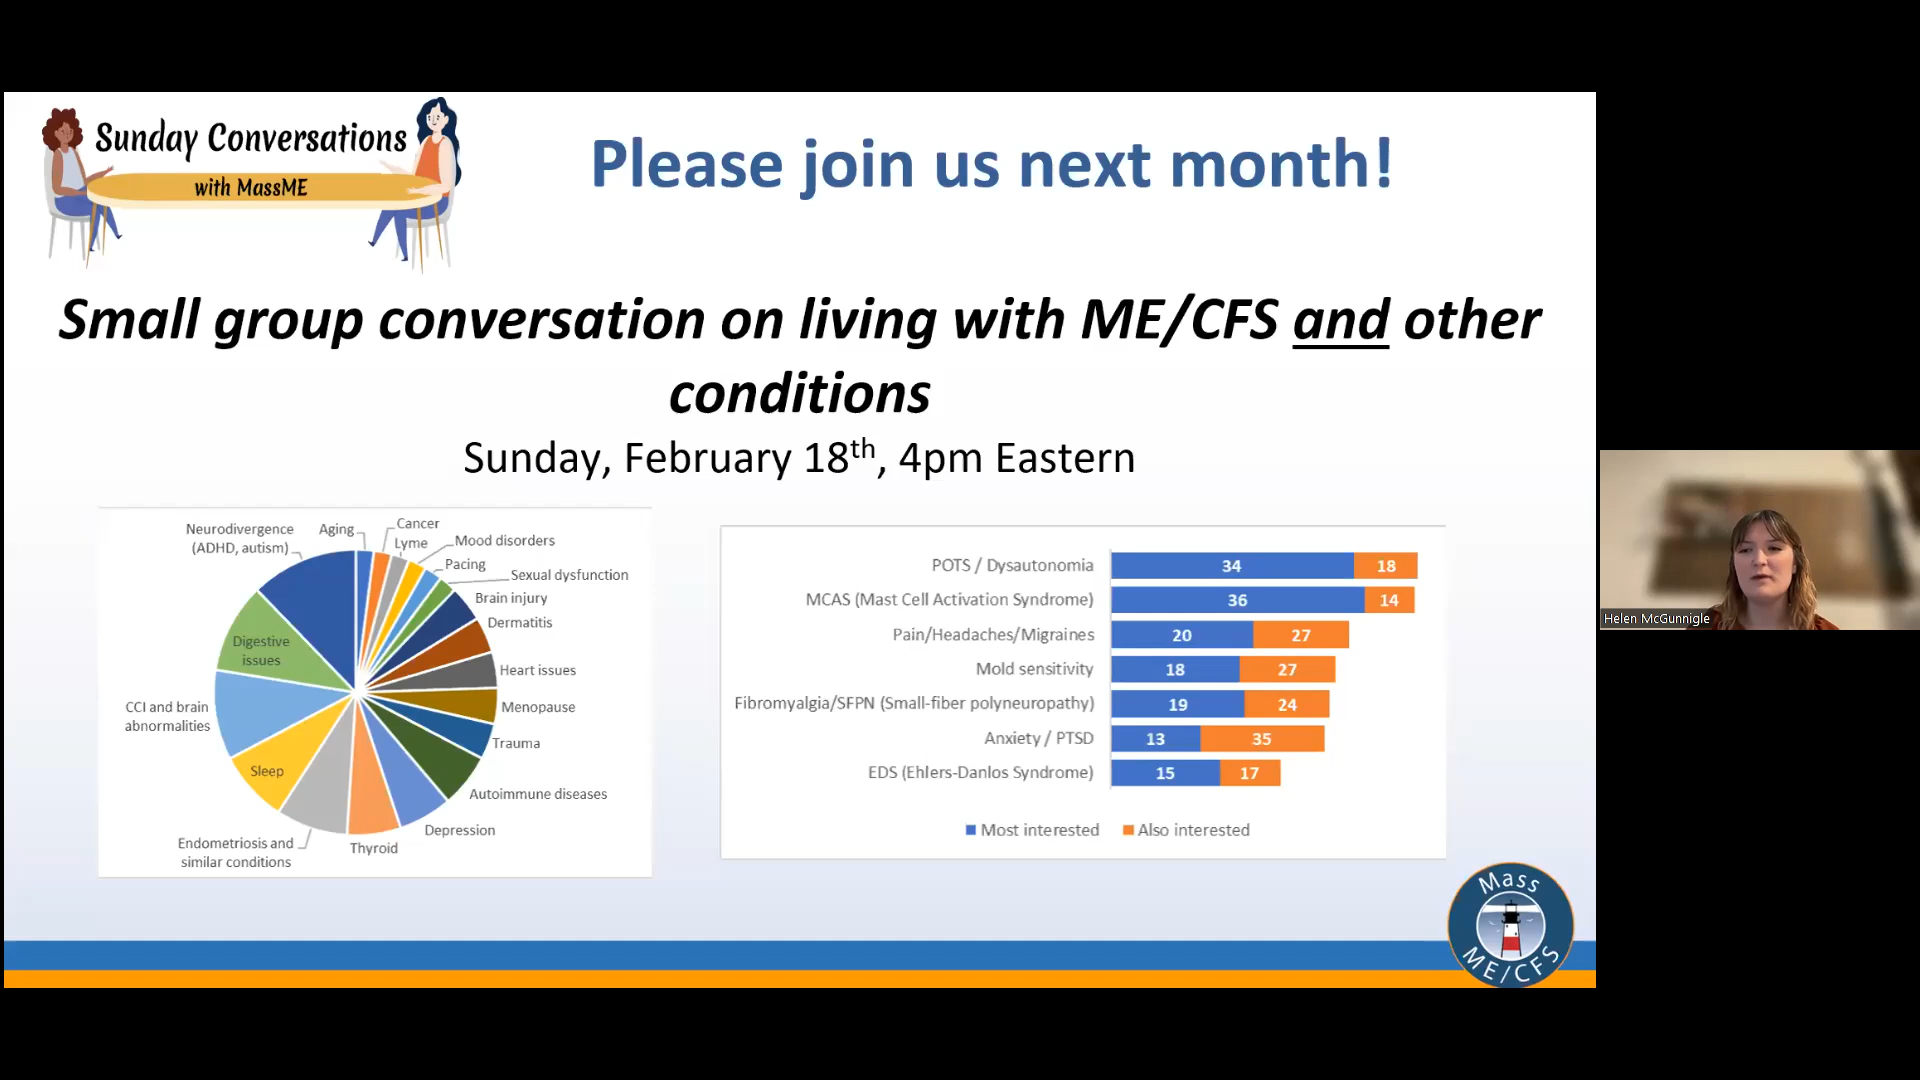 Sunday Conversations
with MassME
Please join us next month!
Small group conversation on living with ME/CFS and other
conditions
Sunday, February 18th, 4pm Eastern
Neurodivergence
(ADHD, autism)
Aging
Cancer
Lyme
Mood disorders
Pacing
Sexual dysfunction
Brain injury
Dermatitis
Heart issues
Menopause
Trauma
Autoimmune diseases
Depression
Thyroid
Endometriosis and
similar conditions
Sleep
CCI and brain
abnormalities
Digestive
issues
POTS / Dysautonomia 34 18
MCAS (Mast Cell Activation Syndrome) 36 14
Pain/Headaches/Migraines 20 27
Mold sensitivity 18 27
Fibromyalgia/SFPN (Small-fiber polyneuropathy) 19 24
Anxiety / PTSD 13 35
EDS (Ehlers-Danlos Syndrome) 15 17
Most interested Also interested
Mass
ME/CFS
Helen McGunnigle